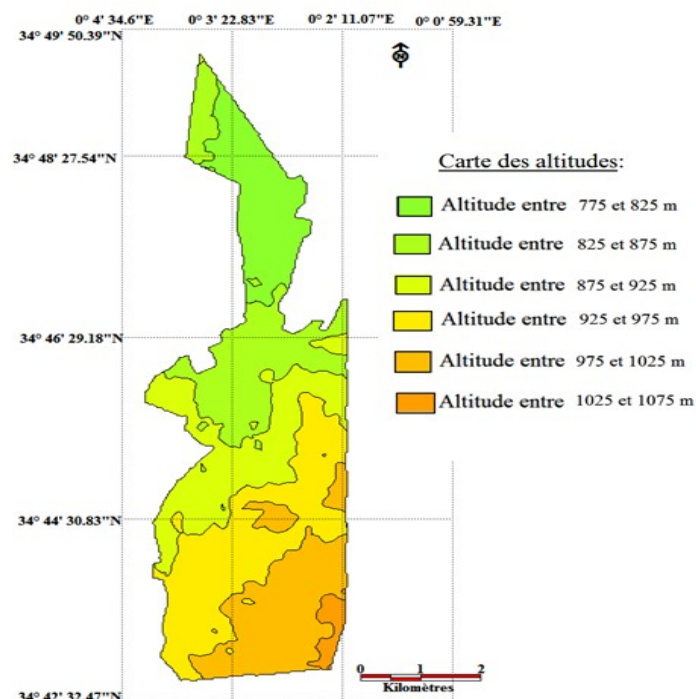 0° 4' 34.6"E 0° 3' 22.83"E 0° 2' 11.07"E 0° 0' 59.31"E
34° 49' 50.39"N
N
34° 48' 27.54"N
Carte des altitudes:
Altitude entre 775 et 825 m
Altitude entre 825 et 875 m
Altitude entre 875 et 925 m
Altitude entre 925 et 975 m
Altitude entre 975 et 1025 m
Altitude entre 1025 et 1075 m
34° 46' 29.18"N
34° 44' 30.83"N
34° 42' 32.47"N
0 1 2
Kilomètres